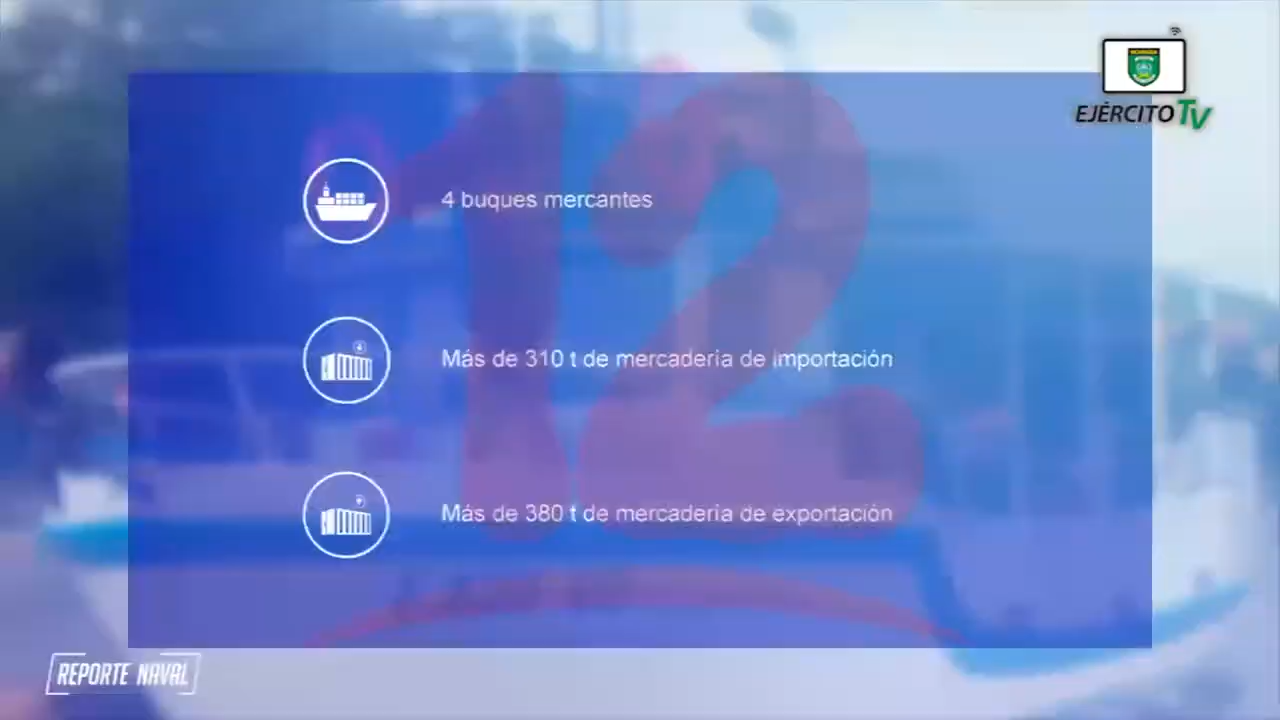 EJÉRCITO TV
12
4 buques mercantes
Más de 310 t de mercadería de importación
Más de 380 t de mercadería de exportación
REPORTE NAVAL